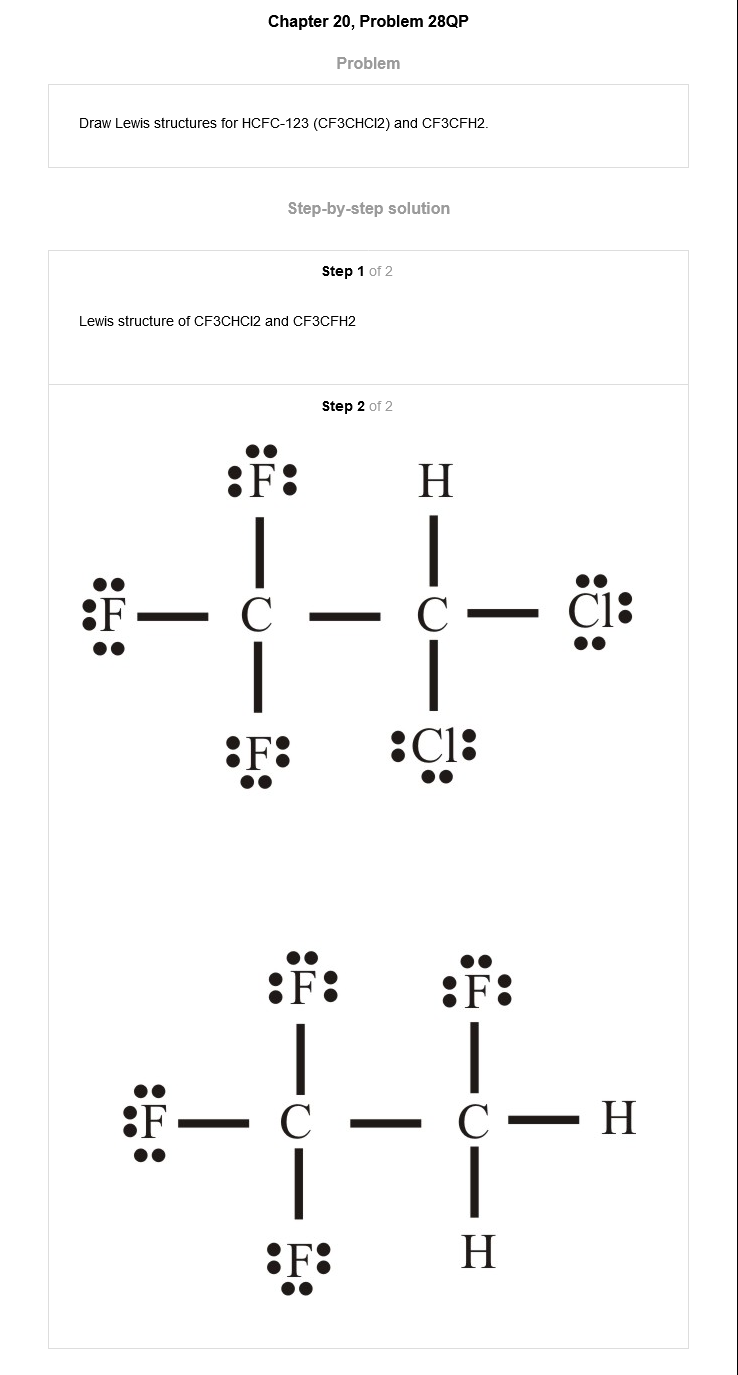 Chapter 20, Problem 28QP
Problem
Draw Lewis structures for HCFC-123 (CF3CHCl2) and CF3CFH2.
Step-by-step solution
Step 1 of 2
Lewis structure of CF3CHCl2 and CF3CFH2
Step 2 of 2
F H
F C C Cl
F Cl
F F
F C C H
F H